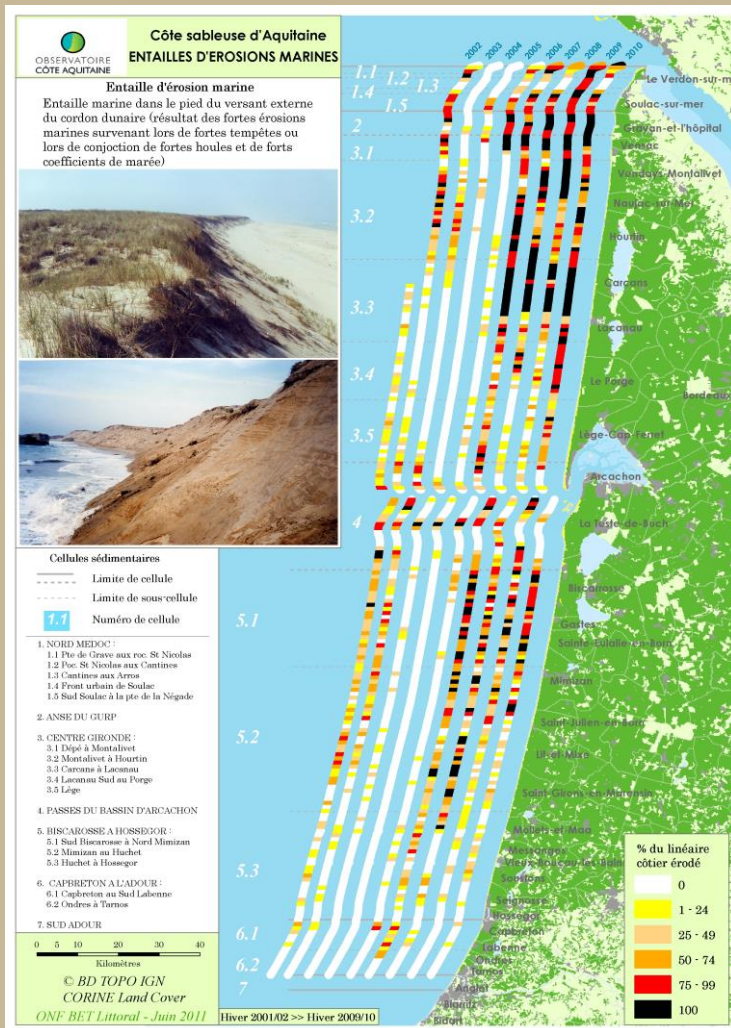 OBSERVATOIRE
CÔTE AQUITAINE
Côte sableuse d'Aquitaine
ENTAILLES D'EROSIONS MARINES
Entaille d'érosion marine
Entaille marine dans le pied du versant externe
du cordon dunaire (résultat des fortes érosions
marines survenant lors de fortes tempêtes ou
lors de conjoction de fortes houles et de forts
coefficients de marée)
Cellules sédimentaires
Limite de cellule
Limite de sous-cellule
1.1 Numéro de cellule
1. NORD MEDOC :
1.1 Pte de Grave aux roc. St Nicolas
1.2 Poc. St Nicolas aux Cantines
1.3 Cantines aux Arros
1.4 Front urbain de Soulac
1.5 Sud Soulac à la pte de la Négade
2. ANSE DU GURP
3. CENTRE GIRONDE :
3.1 Dépé à Montalivet
3.2 Montalivet à Hourtin
3.3 Carcans à Lacanau
3.4 Lacanau Sud au Porge
3.5 Lège
4. PASSES DU BASSIN D'ARCACHON
5. BISCAROSSE A HOSSEGOR :
5.1 Sud Biscarosse à Nord Mimizan
5.2 Mimizan au Huchet
5.3 Huchet à Hossegor
6. CAPBRETON A L'ADOUR :
6.1 Capbreton au Sud Labenne
6.2 Ondres à Tarnos
7. SUD ADOUR
0 5 10 20 30 40
Kilomètres
© BD TOPO IGN
CORINE Land Cover
ONF BET Littoral - Juin 2011
Hiver 2001/02 >> Hiver 2009/10
2002 2003 2004 2005 2006 2007 2008 2009 2010
1.1
1.2
1.3
1.4
1.5
2
3.1
3.2
3.3
3.4
3.5
4
5.1
5.2
5.3
6.1
6.2
7
Le Verdon-sur-m
Soulac-sur-mer
Grayan-et-l'hôpital
Vensac
Vendays-Montalivet
Naujac-sur-Mer
Hourtin
Carcans
Lacanau
Le Porge
Bordeaux
Lège-Cap-Ferret
Arcachon
La Teste-de-Buch
Biscarrosse
Gastes
Sainte-Eulalie-en-Born
Mimizan
Saint-Julien-en-Born
Lit-et-Mixe
Saint-Girons-en-Marensin
Moliets-et-Maa
Messanges
Vieux-Boucau-les-Bains
Soustons
Seignosse
Hossegor
Capbreton
Labenne
Ondres
Tarnos
Anglet
Biarritz
Bidart
% du linéaire
côtier érodé
0
1 - 24
25 - 49
50 - 74
75 - 99
100